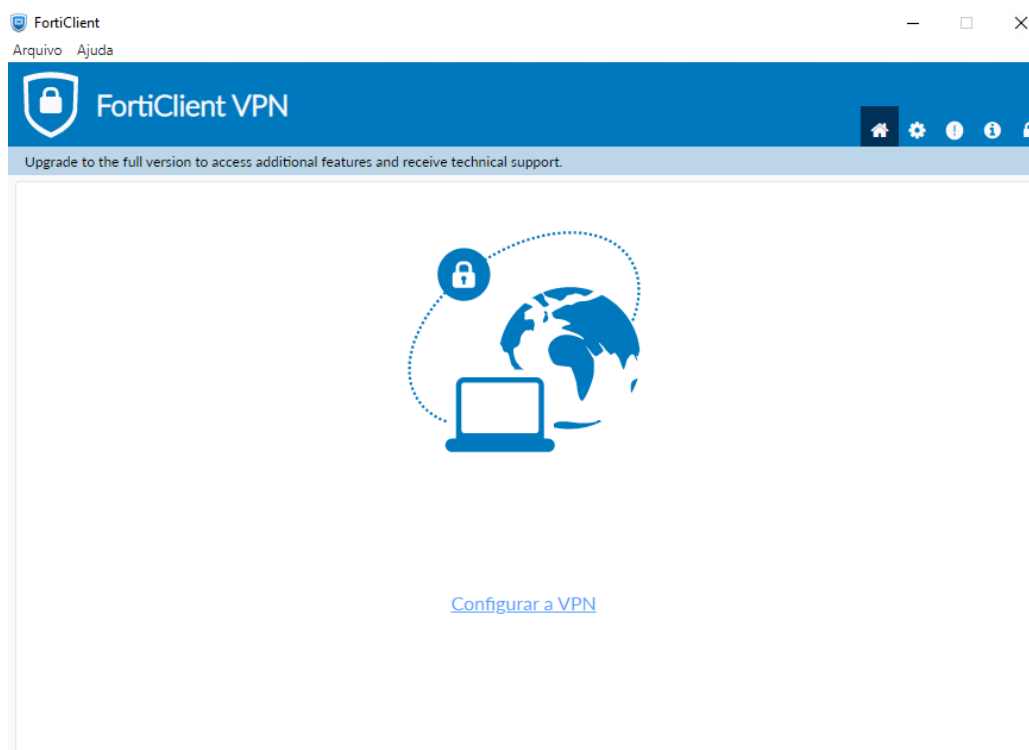 FortiClient
Arquivo Ajuda
FortiClient VPN
Upgrade to the full version to access additional features and receive technical support.
Configurar a VPN